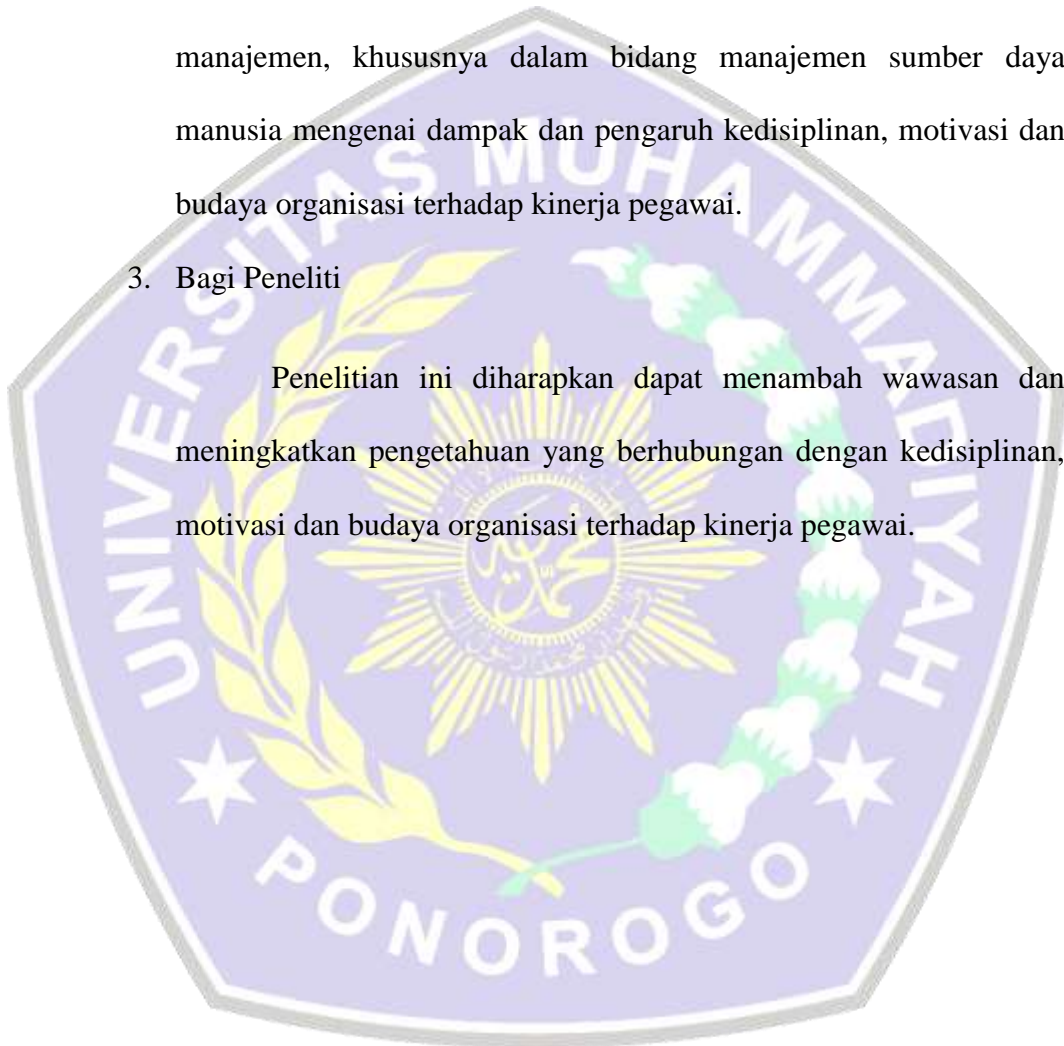 manajemen, khususnya dalam bidang manajemen sumber daya
manusia mengenai dampak dan pengaruh kedisiplinan, motivasi dan
budaya organisasi terhadap kinerja pegawai.
3. Bagi Peneliti
Penelitian ini diharapkan dapat menambah wawasan dan
meningkatkan pengetahuan yang berhubungan dengan kedisiplinan,
motivasi dan budaya organisasi terhadap kinerja pegawai.
UNIVERSITAS MUHAMMADIYAH
PONOROGO